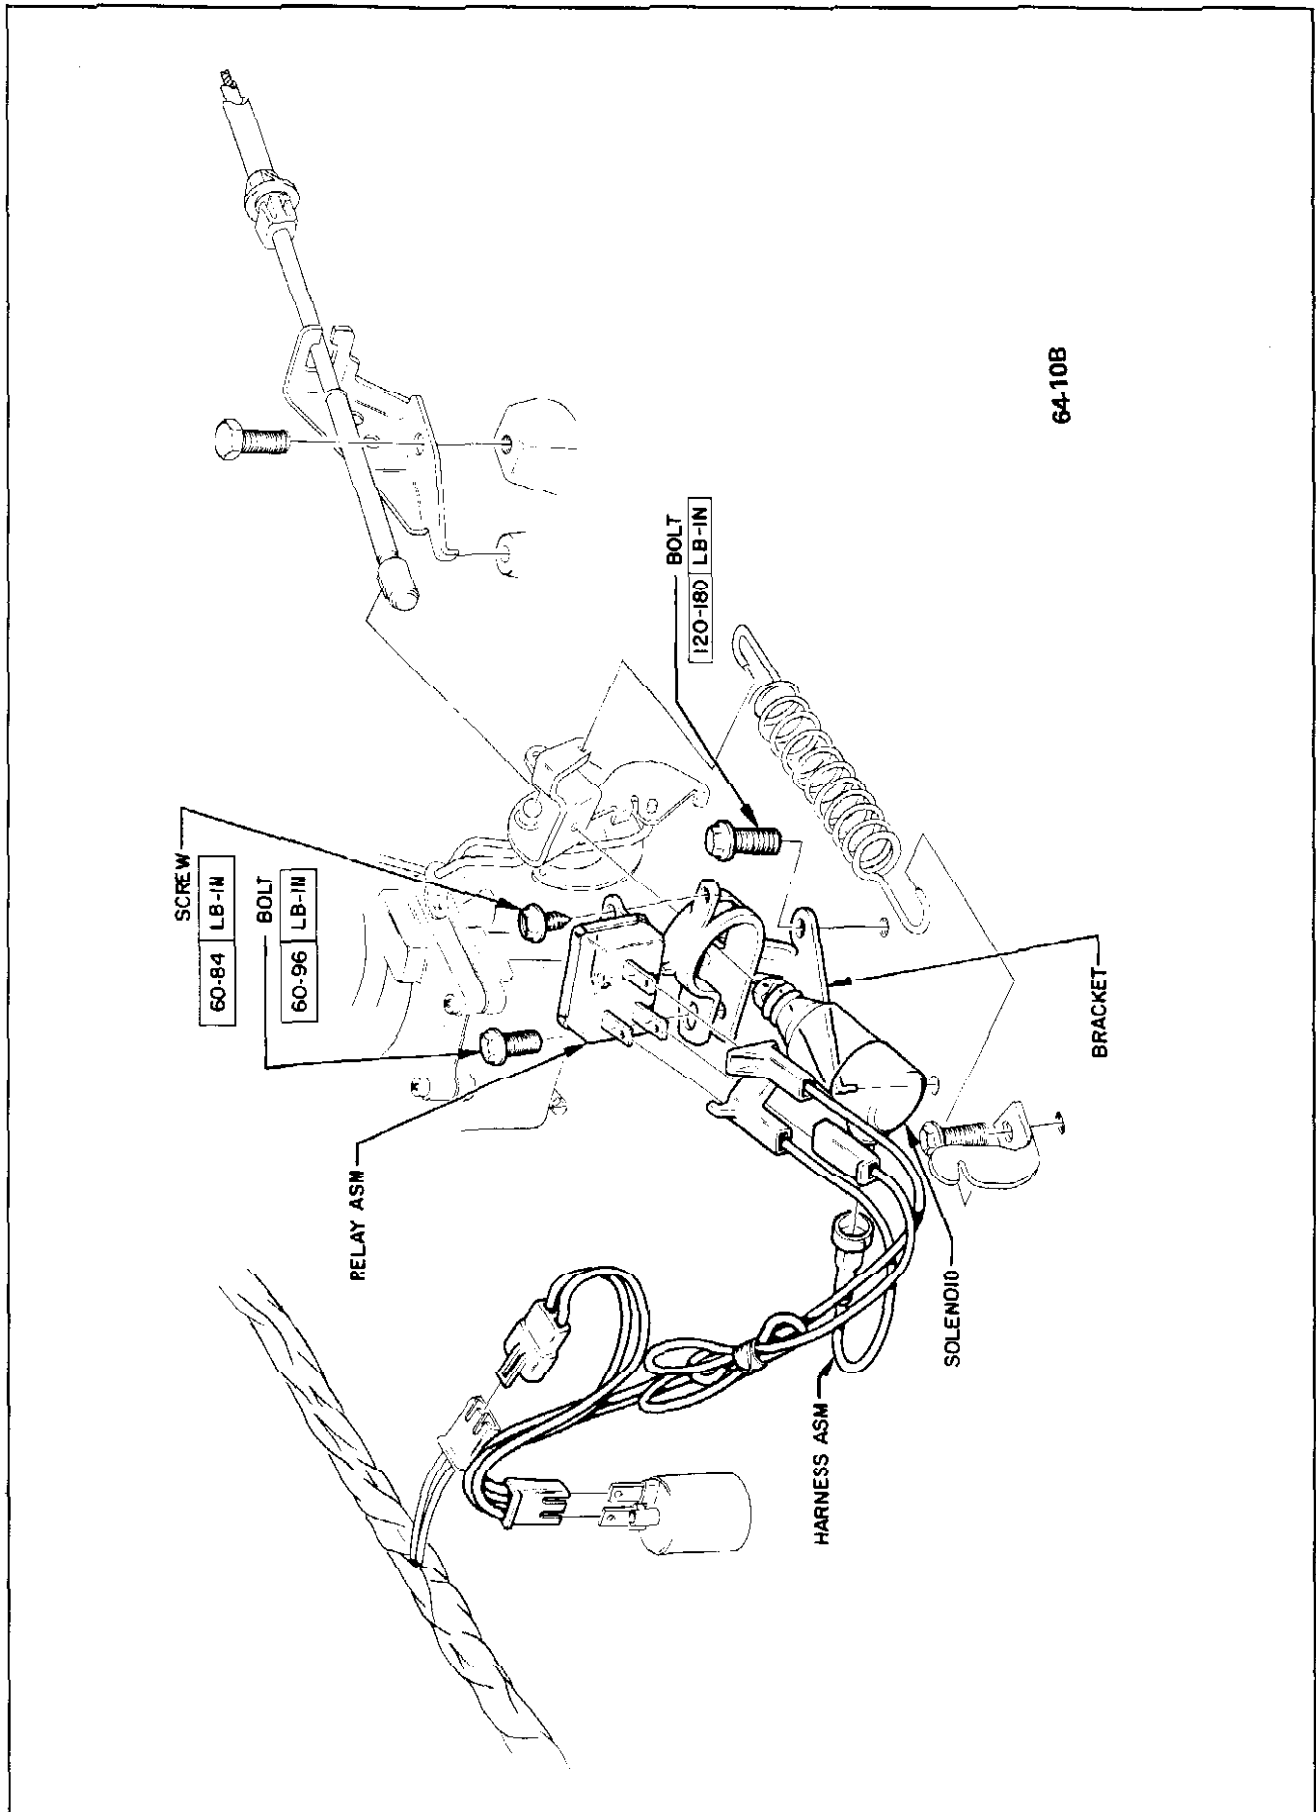 SCREW
60-84 LB-IN
BOLT
60-96 LB-IN
RELAY ASM
BOLT
120-180 LB-IN
HARNESS ASM
SOLENOID
BRACKET
64-10B